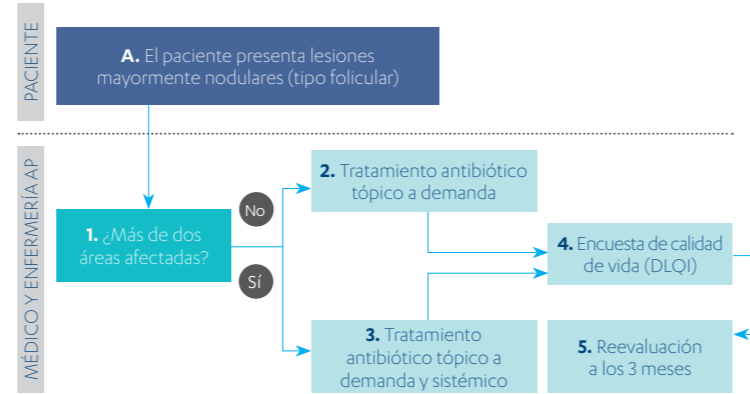 PACIENTE
A. El paciente presenta lesiones
mayormente nodulares (tipo folicular)
MÉDICO Y ENFERMERÍA AP
1. ¿Más de dos
áreas afectadas?
No
Sí
2. Tratamiento antibiótico
tópico a demanda
3. Tratamiento
antibiótico tópico a
demanda y sistémico
4. Encuesta de calidad
de vida (DLQI)
5. Reevaluación
a los 3 meses